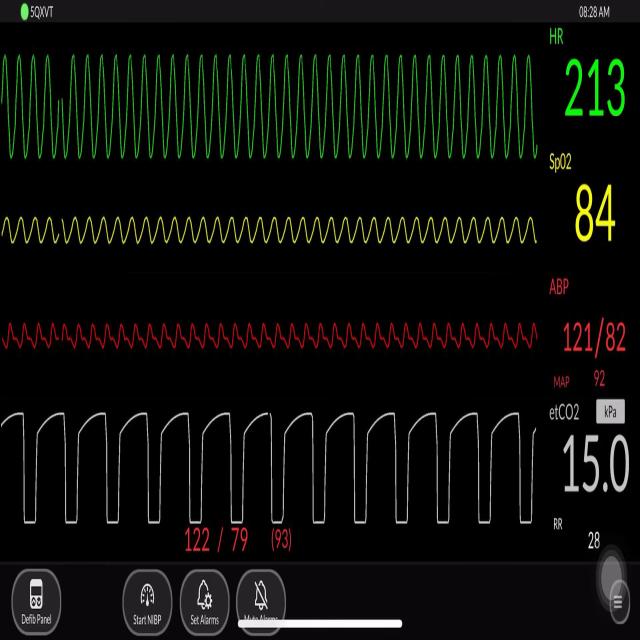 5QXVT
08:28 AM
HR
213
SpO2
84
ABP
121/82
MAP 92
etCO2 kPa
15.0
RR
28
122 / 79 (93)
Defib Panel
Start NIBP
Set Alarms
Mute Alarms